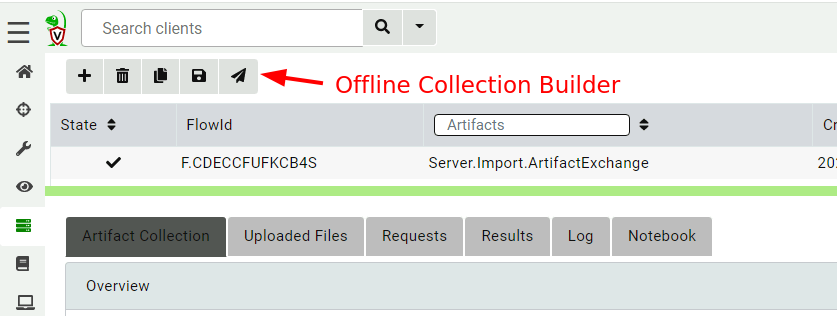 Search clients
Offline Collection Builder
State FlowId Artifacts Cr
F.CDECCFUFKCB4S Server.Import.ArtifactExchange 202
Artifact Collection Uploaded Files Requests Results Log Notebook
Overview